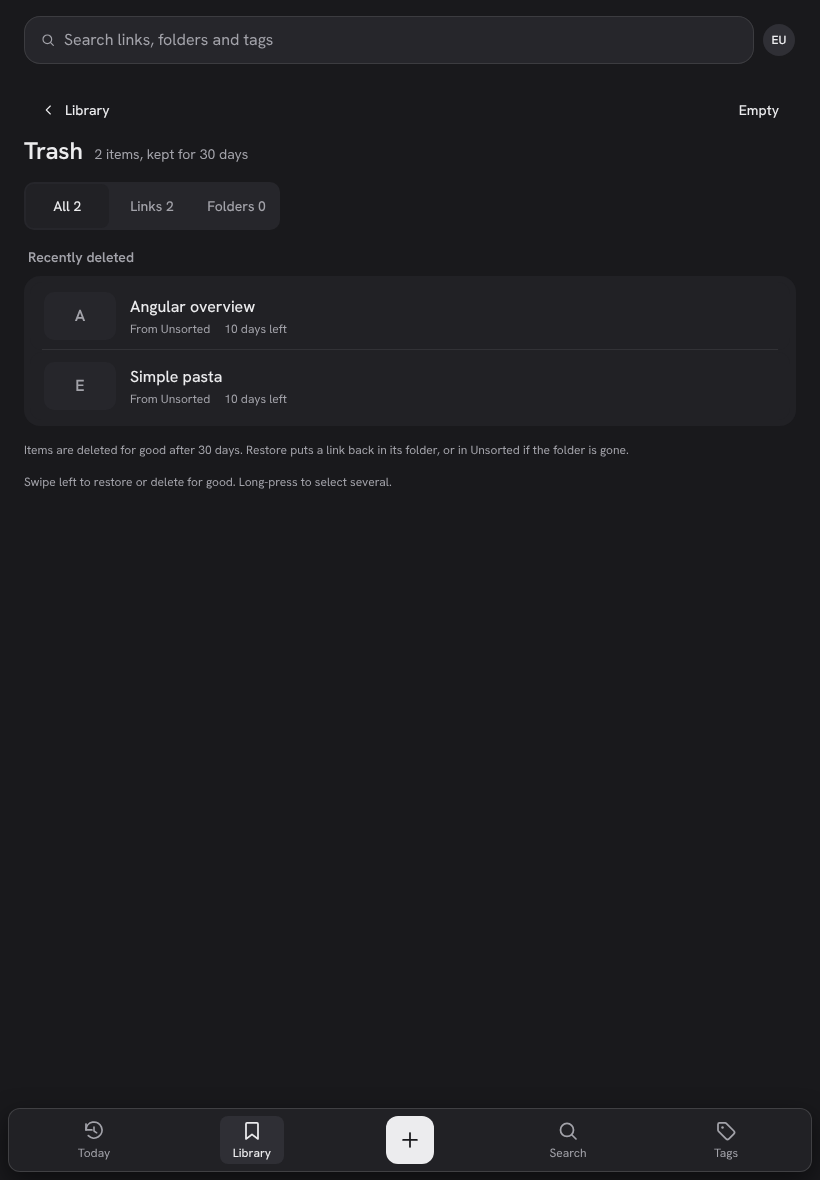 Search links, folders and tags
EU
Library
Empty
Trash 2 items, kept for 30 days
All 2 Links 2 Folders 0
Recently deleted
A
Angular overview
From Unsorted 10 days left
E
Simple pasta
From Unsorted 10 days left
Items are deleted for good after 30 days. Restore puts a link back in its folder, or in Unsorted if the folder is gone.
Swipe left to restore or delete for good. Long-press to select several.
Today Library Search Tags